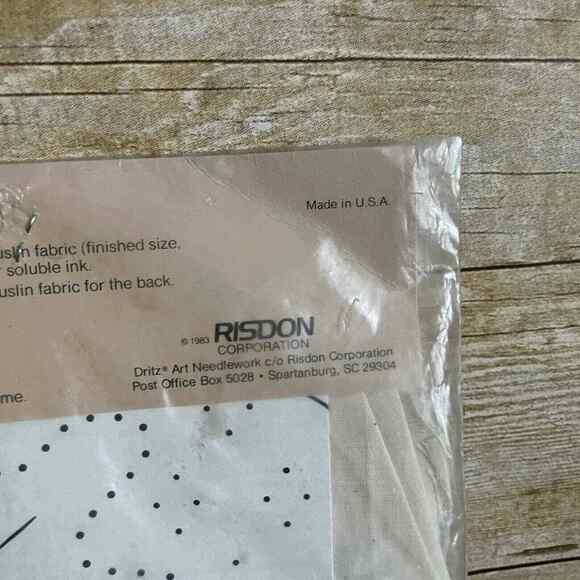 Made in U.S.A.
uslin fabric (finished size,
soluble ink.
uslin fabric for the back.
© 1983 RISDON
CORPORATION
Dritz® Art Needlework c/o Risdon Corporation
Post Office Box 5028 • Spartanburg, SC 29304
me.